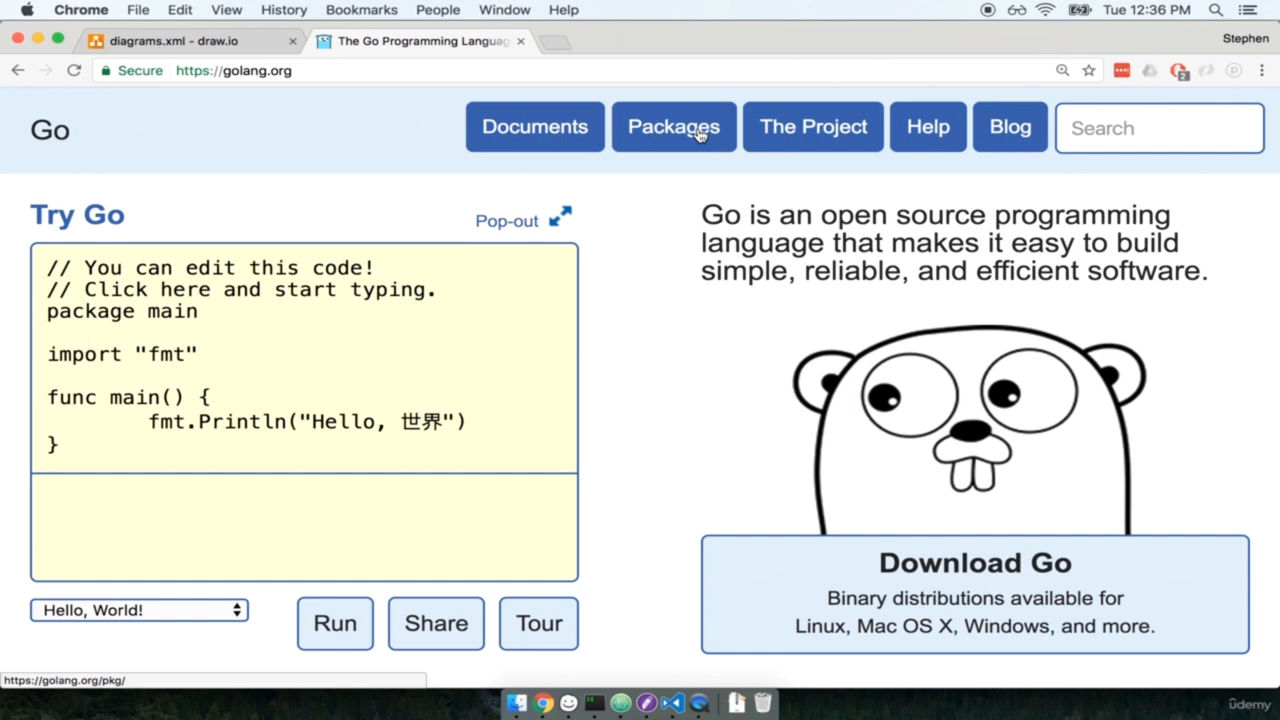 Chrome File Edit View History Bookmarks People Window Help Tue 12:36 PM
diagrams.xml - draw.io The Go Programming Langua Stephen
Secure https://golang.org
2
Go Documents Packages The Project Help Blog Search
Try Go Pop-out
// You can edit this code!
// Click here and start typing.
package main
import "fmt"
func main() {
fmt.Println("Hello, 世界")
}
Hello, World! Run Share Tour
Go is an open source programming
language that makes it easy to build
simple, reliable, and efficient software.
Download Go
Binary distributions available for
Linux, Mac OS X, Windows, and more.
https://golang.org/pkg/
ûdemy